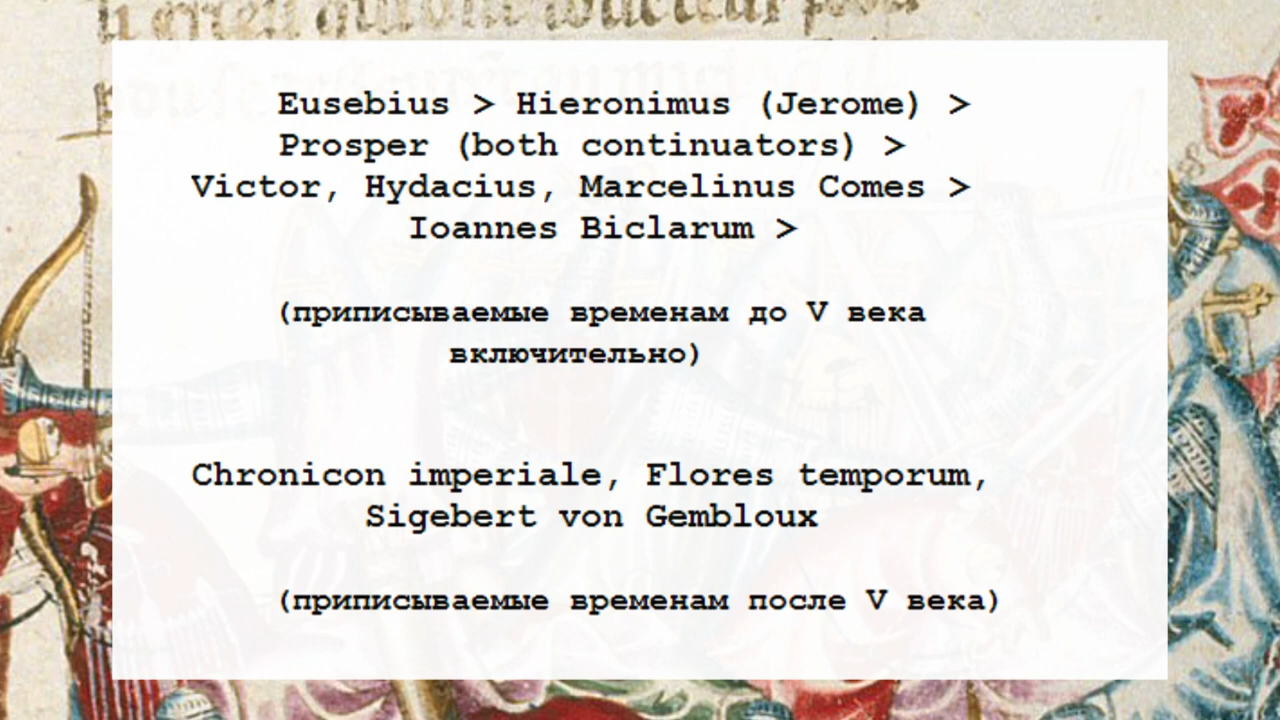 Eusebius > Hieronimus (Jerome) >
Prosper (both continuators) >
Victor, Hydacius, Marcelinus Comes >
Ioannes Biclarum >
(приписываемые временам до V века
включительно)
Chronicon imperiale, Flores temporum,
Sigebert von Gembloux
(приписываемые временам после V века)